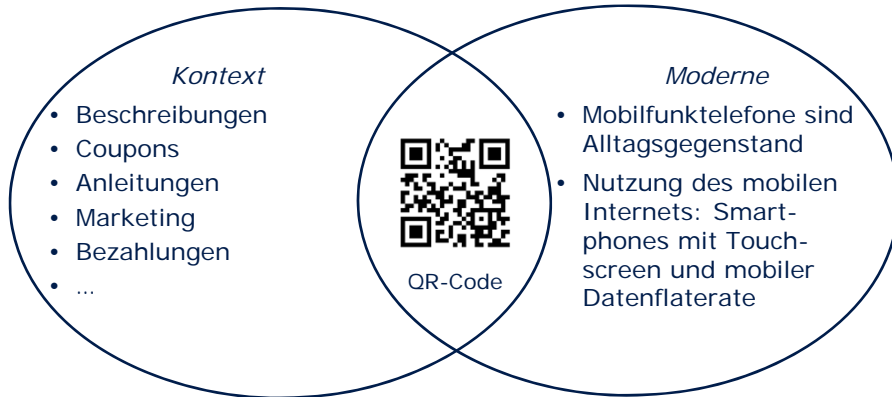 Kontext
• Beschreibungen
• Coupons
• Anleitungen
• Marketing
• Bezahlungen
• ...
QR-Code
Moderne
• Mobilfunktelefone sind
Alltagsgegenstand
• Nutzung des mobilen
Internets: Smart-
phones mit Touch-
screen und mobiler
Datenflaterate